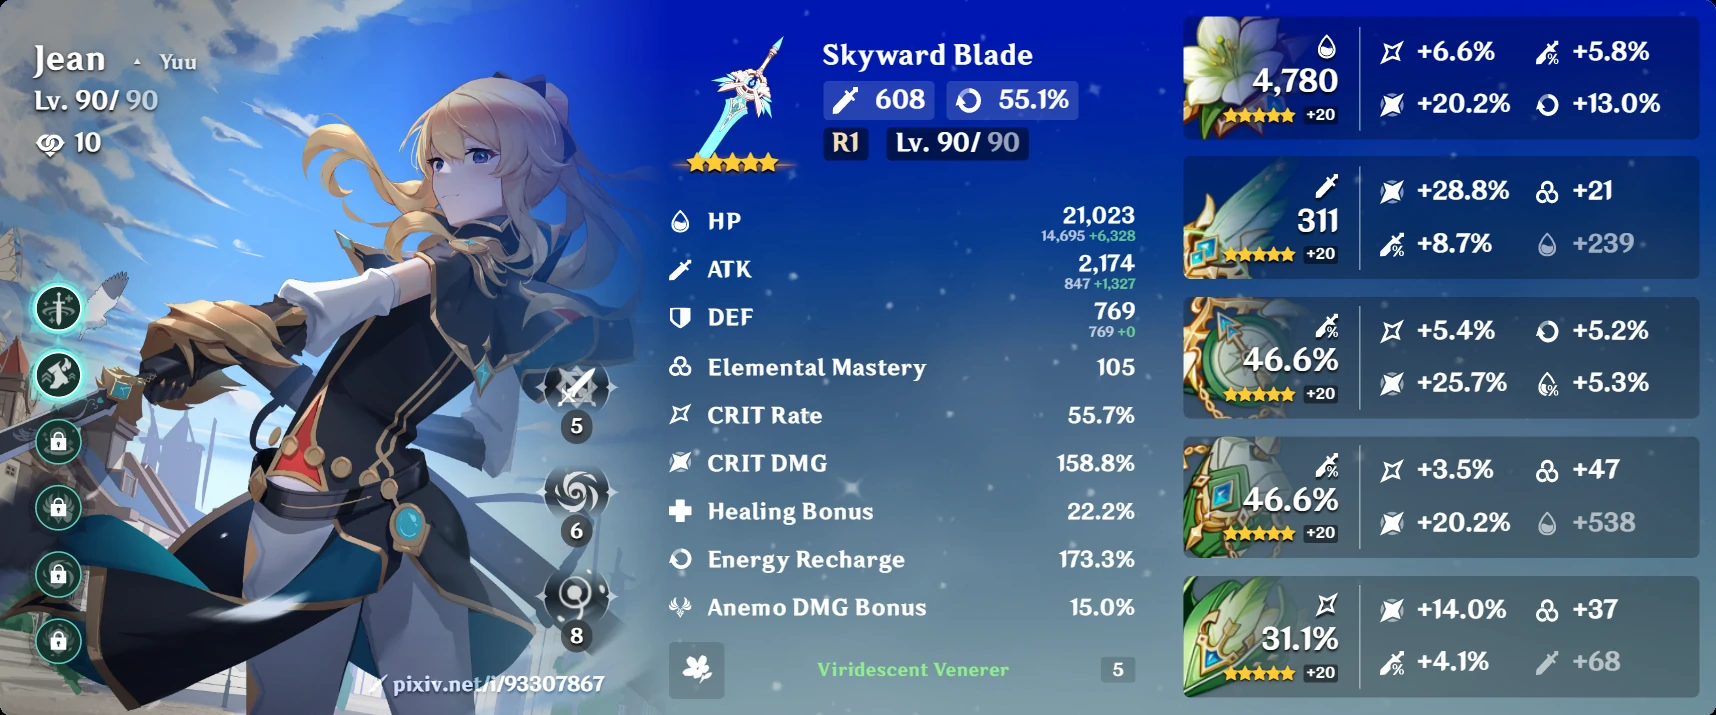 Jean · Yuu
Lv. 90/ 90
10
5
6
8
pixiv.net/i/93307867
Skyward Blade
608 55.1%
R1 Lv. 90/ 90
HP 21,023
14,695 +6,328
ATK 2,174
847 +1,327
DEF 769
769 +0
Elemental Mastery 105
CRIT Rate 55.7%
CRIT DMG 158.8%
Healing Bonus 22.2%
Energy Recharge 173.3%
Anemo DMG Bonus 15.0%
Viridescent Venerer 5
4,780
+20
+6.6% +5.8%
+20.2% +13.0%
311
+20
+28.8% +21
+8.7% +239
46.6%
+20
+5.4% +5.2%
+25.7% +5.3%
46.6%
+20
+3.5% +47
+20.2% +538
31.1%
+20
+14.0% +37
+4.1% +68